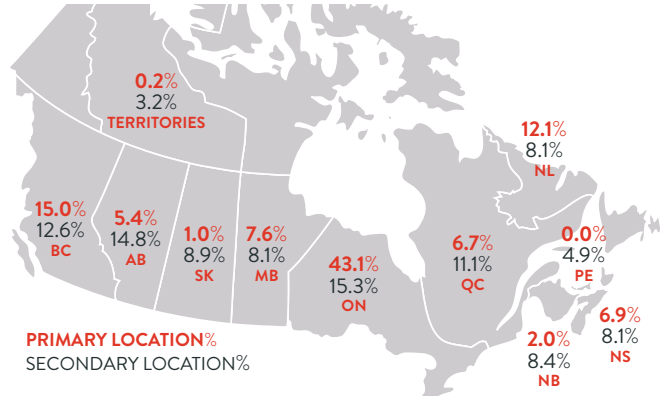 0.2%
3.2%
TERRITORIES
12.1%
8.1%
NL
15.0%
12.6%
BC
5.4%
14.8%
AB
1.0%
8.9%
SK
7.6%
8.1%
MB
43.1%
15.3%
ON
6.7%
11.1%
QC
0.0%
4.9%
PE
6.9%
8.1%
NS
2.0%
8.4%
NB
PRIMARY LOCATION%
SECONDARY LOCATION%